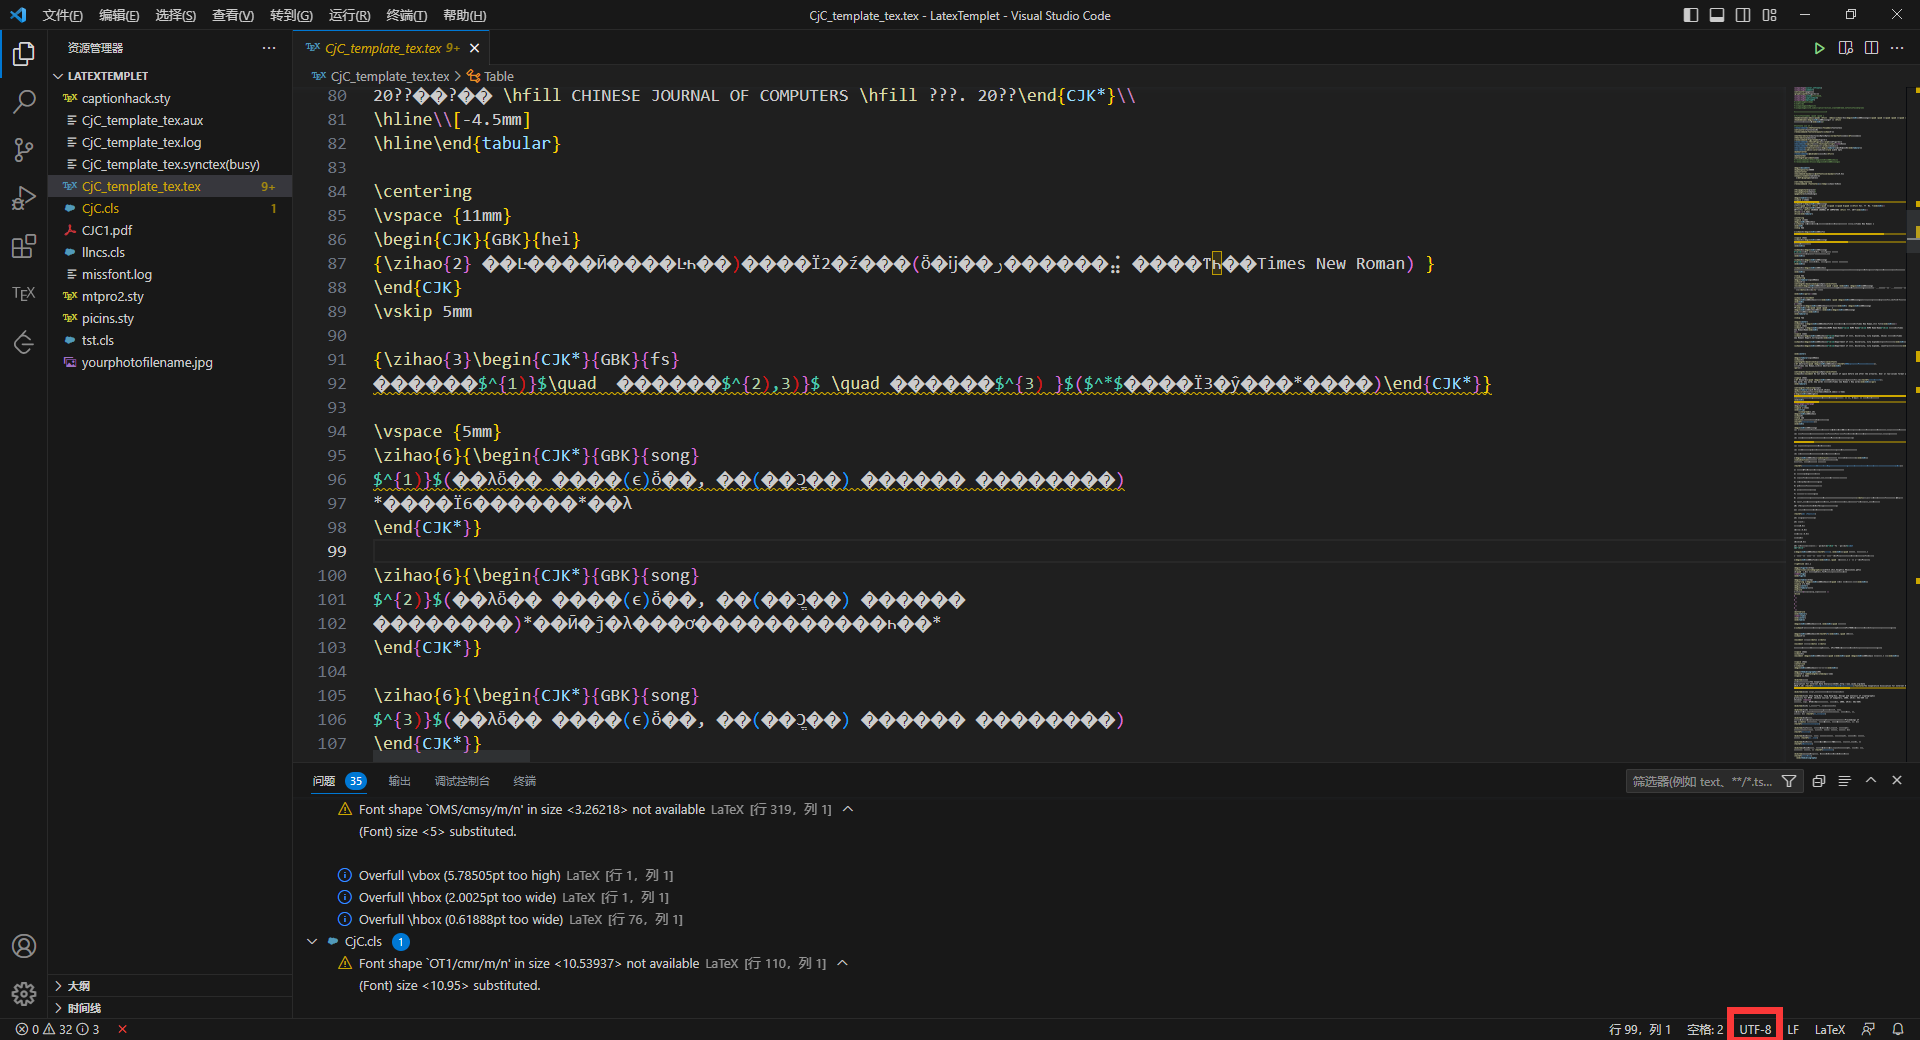 文件(F) 编辑(E) 选择(S) 查看(V) 转到(G) 运行(R) 终端(T) 帮助(H)
CjC_template_tex.tex - LatexTemplet - Visual Studio Code
资源管理器
LATEXTEMPLET
captionhack.sty
CjC_template_tex.aux
CjC_template_tex.log
CjC_template_tex.synctex(busy)
CjC_template_tex.tex 9+
CjC.cls 1
CJC1.pdf
llncs.cls
missfont.log
mtpro2.sty
picins.sty
tst.cls
yourphotofilename.jpg
大纲
时间线
CjC_template_tex.tex 9+
CjC_template_tex.tex > Table
80 20??��?�� \hfill CHINESE JOURNAL OF COMPUTERS \hfill ???. 20??\end{CJK*}\\
81 \hline\\[-4.5mm]
82 \hline\end{tabular}
83
84 \centering
85 \vspace {11mm}
86 \begin{CJK}{GBK}{hei}
87 {\zihao{2} Times New Roman) }
88 \end{CJK}
89 \vskip 5mm
90
91 {\zihao{3}\begin{CJK*}{GBK}{fs}
92 ������$^{1)}$\quad ������$^{2),3)}$ \quad ������$^{3) }$($^*$����Ϊ3�ŷ���*����)\end{CJK*}}
93
94 \vspace {5mm}
95 \zihao{6}{\begin{CJK*}{GBK}{song}
96 $^{1)}$(��λȫ�� ����(ϵ)ȫ��, ��(��) ������ ��������)
97 *����Ϊ6������*��λ
98 \end{CJK*}}
99
100 \zihao{6}{\begin{CJK*}{GBK}{song}
101 $^{2)}$(��λȫ�� ����(ϵ)ȫ��, ��(��) ������
102 ��������)*��Ӣ�ĵ�λ���ơ�����������һ��*
103 \end{CJK*}}
104
105 \zihao{6}{\begin{CJK*}{GBK}{song}
106 $^{3)}$(��λȫ�� ����(ϵ)ȫ��, ��(��) ������ ��������)
107 \end{CJK*}}
问题 35 输出 调试控制台 终端
筛选器(例如 text、**/*.ts...
Font shape `OMS/cmsy/m/n' in size <3.26218> not available LaTeX [行 319, 列 1]
(Font) size <5> substituted.
Overfull \vbox (5.78505pt too high) LaTeX [行 1, 列 1]
Overfull \hbox (2.0025pt too wide) LaTeX [行 1, 列 1]
Overfull \hbox (0.61888pt too wide) LaTeX [行 76, 列 1]
CjC.cls 1
Font shape `OT1/cmr/m/n' in size <10.53937> not available LaTeX [行 110, 列 1]
(Font) size <10.95> substituted.
0 32 3
行 99, 列 1 空格: 2 UTF-8 LF LaTeX